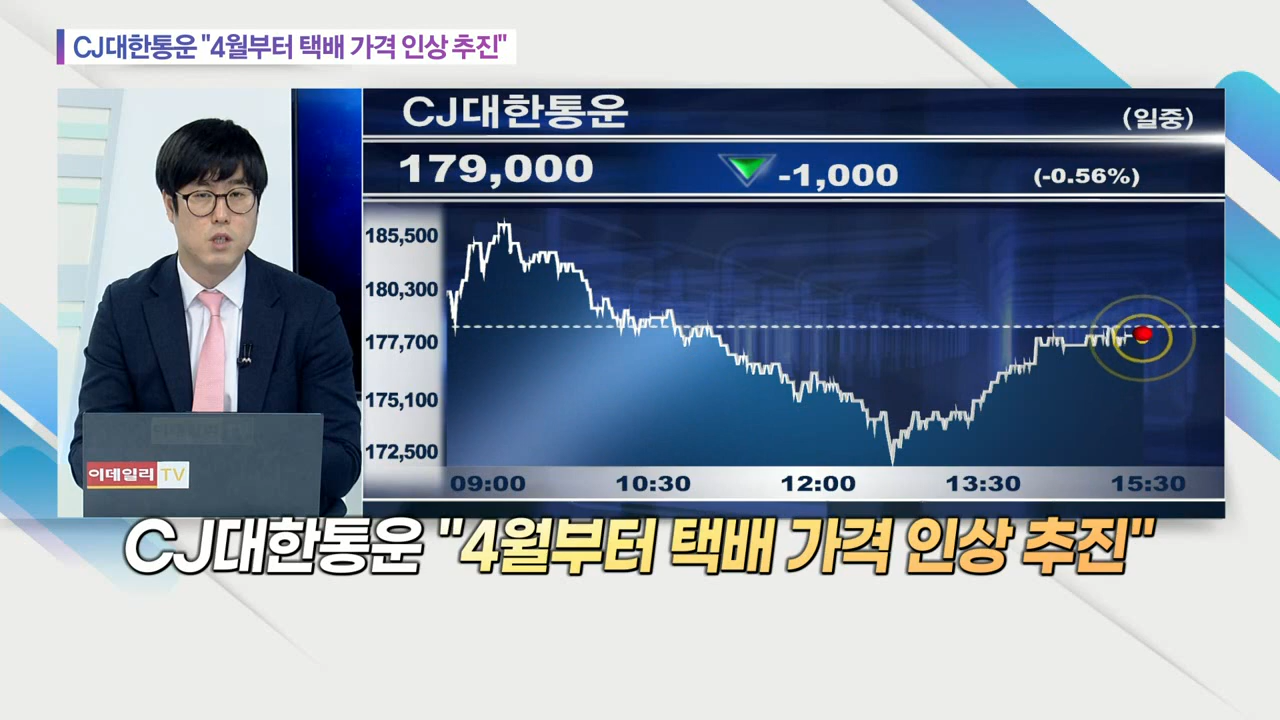 CJ대한통운 "4월부터 택배 가격 인상 추진"
CJ대한통운
(일중)
179,000
-1,000
(-0.56%)
185,500
180,300
177,700
175,100
172,500
09:00
10:30
12:00
13:30
15:30
이데일리 TV
CJ대한통운 "4월부터 택배 가격 인상 추진"